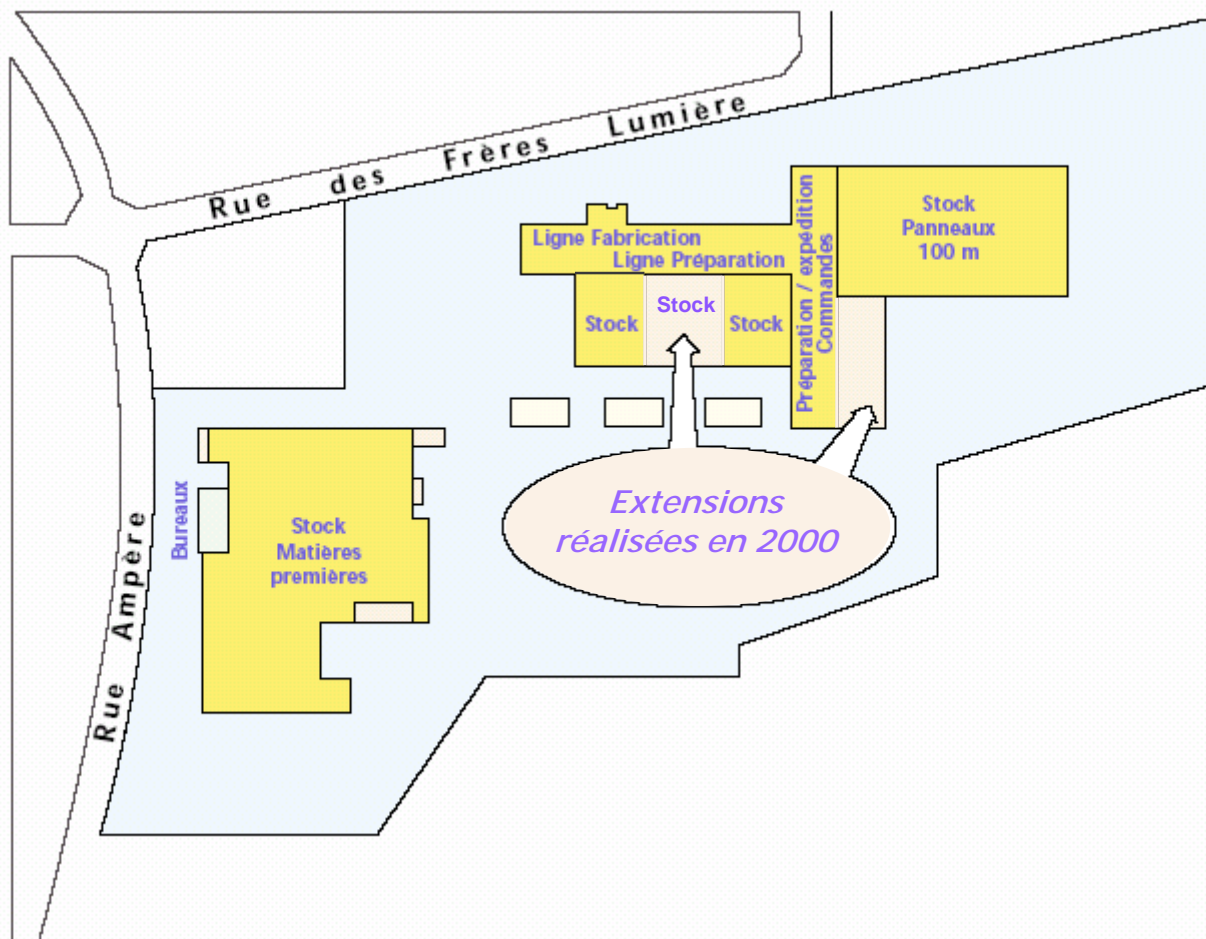 Rue des Frères Lumière
Ligne Fabrication
Ligne Préparation
Stock
Stock
Stock
Préparation / expédition
Commandes
Stock
Panneaux
100 m
Rue Ampère
Bureaux
Stock
Matières
premières
Extensions
réalisées en 2000